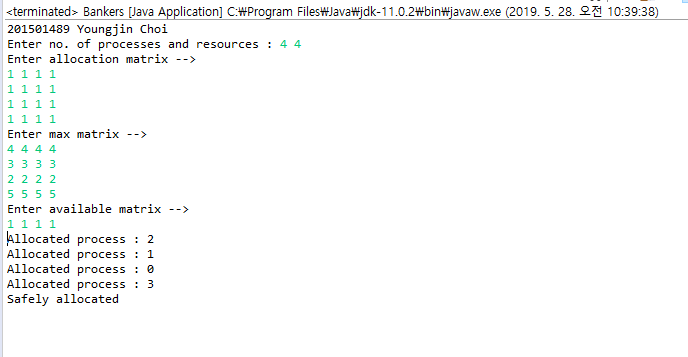 <terminated> Bankers [Java Application] C:₩Program Files₩Java₩jdk-11.0.2₩bin₩javaw.exe (2019. 5. 28. 오전 10:39:38)
201501489 Youngjin Choi
Enter no. of processes and resources : 4 4
Enter allocation matrix -->
1 1 1 1
1 1 1 1
1 1 1 1
1 1 1 1
Enter max matrix -->
4 4 4 4
3 3 3 3
2 2 2 2
5 5 5 5
Enter available matrix -->
1 1 1 1
Allocated process : 2
Allocated process : 1
Allocated process : 0
Allocated process : 3
Safely allocated